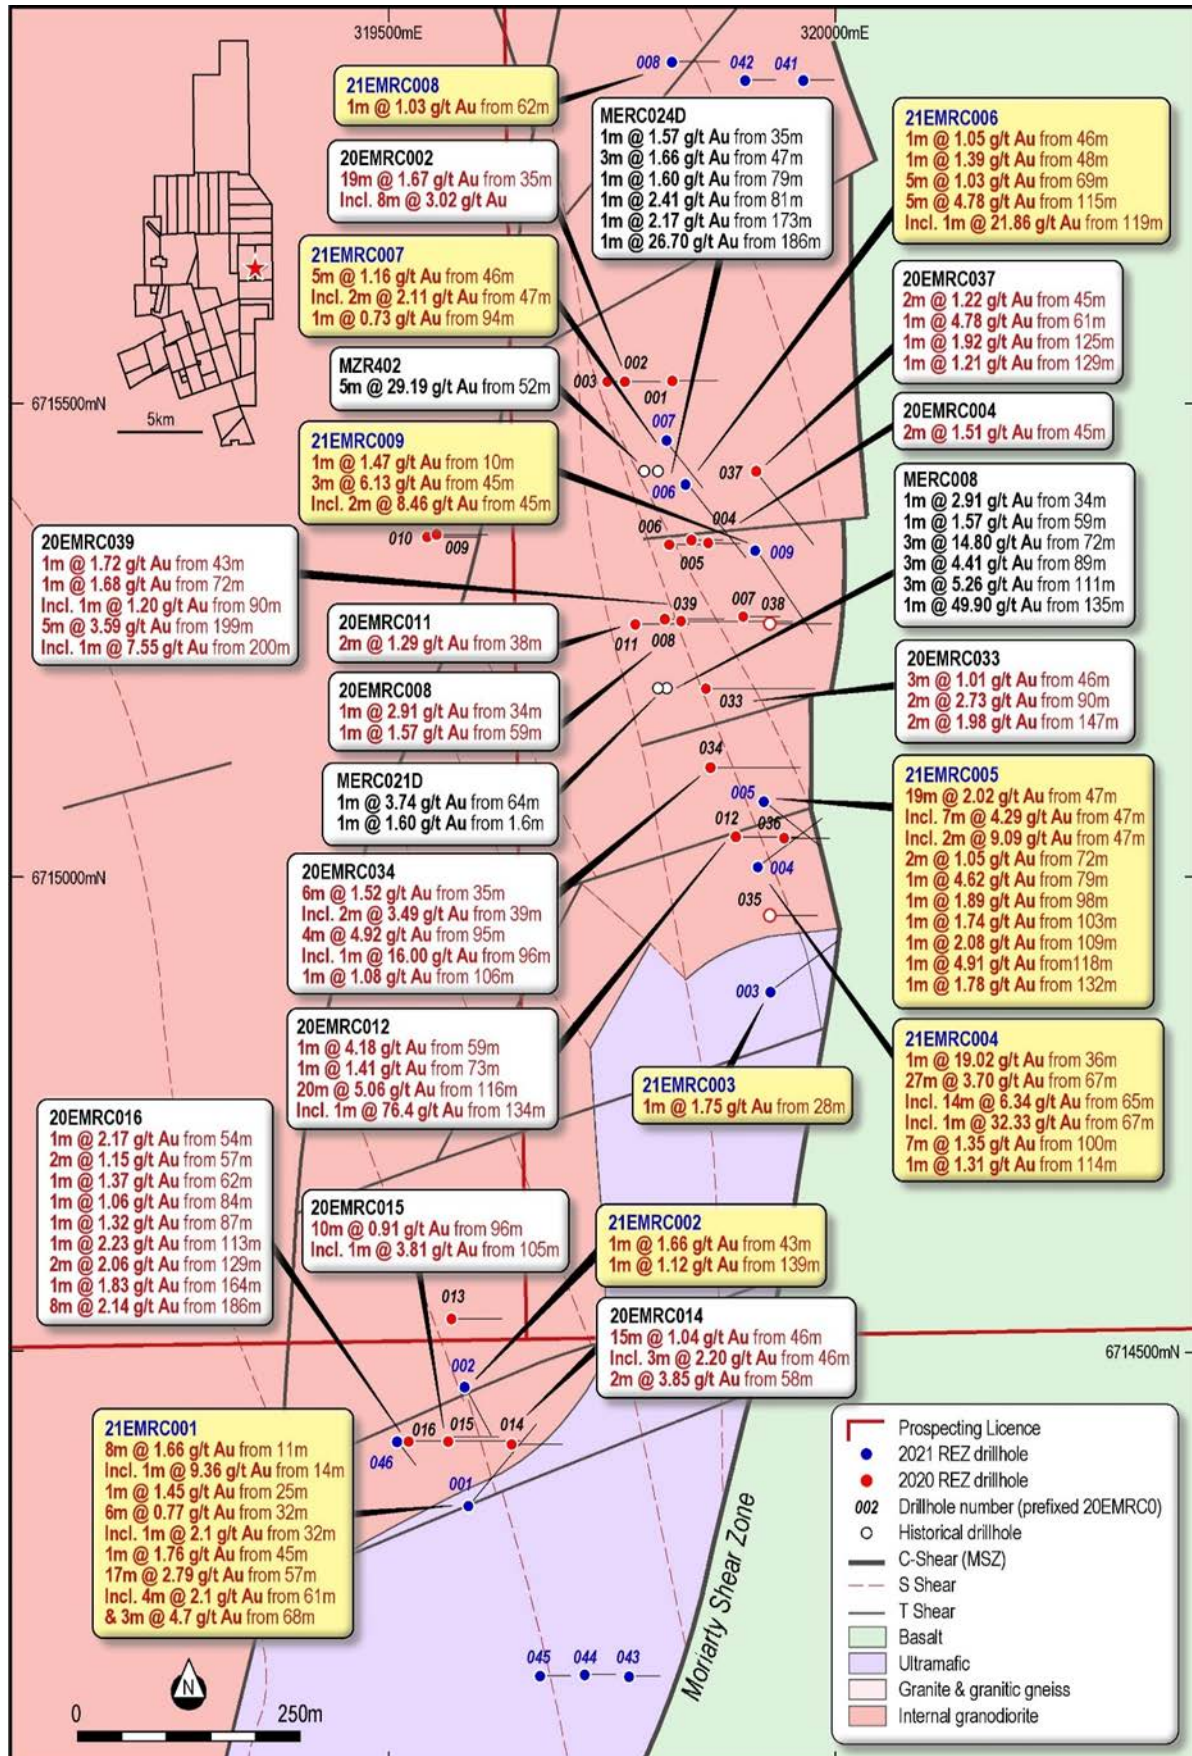 319500mE
320000mE
008
042
041
21EMRC008
1m @ 1.03 g/t Au from 62m
MERC024D
1m @ 1.57 g/t Au from 35m
3m @ 1.66 g/t Au from 47m
1m @ 1.60 g/t Au from 79m
1m @ 2.41 g/t Au from 81m
1m @ 2.17 g/t Au from 173m
1m @ 26.70 g/t Au from 186m
21EMRC006
1m @ 1.05 g/t Au from 46m
1m @ 1.39 g/t Au from 48m
5m @ 1.03 g/t Au from 69m
5m @ 4.78 g/t Au from 115m
Incl. 1m @ 21.86 g/t Au from 119m
20EMRC002
19m @ 1.67 g/t Au from 35m
Incl. 8m @ 3.02 g/t Au
21EMRC007
5m @ 1.16 g/t Au from 46m
Incl. 2m @ 2.11 g/t Au from 47m
1m @ 0.73 g/t Au from 94m
20EMRC037
2m @ 1.22 g/t Au from 45m
1m @ 4.78 g/t Au from 61m
1m @ 1.92 g/t Au from 125m
1m @ 1.21 g/t Au from 129m
MZR402
5m @ 29.19 g/t Au from 52m
002
003
001
6715500mN
5km
007
20EMRC004
2m @ 1.51 g/t Au from 45m
21EMRC009
1m @ 1.47 g/t Au from 10m
3m @ 6.13 g/t Au from 45m
Incl. 2m @ 8.46 g/t Au from 45m
037
006
MERC008
1m @ 2.91 g/t Au from 34m
1m @ 1.57 g/t Au from 59m
3m @ 14.80 g/t Au from 72m
3m @ 4.41 g/t Au from 89m
3m @ 5.26 g/t Au from 111m
1m @ 49.90 g/t Au from 135m
006
004
005
009
010
009
20EMRC039
1m @ 1.72 g/t Au from 43m
1m @ 1.68 g/t Au from 72m
Incl. 1m @ 1.20 g/t Au from 90m
5m @ 3.59 g/t Au from 199m
Incl. 1m @ 7.55 g/t Au from 200m
039
007
038
011
008
20EMRC011
2m @ 1.29 g/t Au from 38m
20EMRC033
3m @ 1.01 g/t Au from 46m
2m @ 2.73 g/t Au from 90m
2m @ 1.98 g/t Au from 147m
20EMRC008
1m @ 2.91 g/t Au from 34m
1m @ 1.57 g/t Au from 59m
033
034
MERC021D
1m @ 3.74 g/t Au from 64m
1m @ 1.60 g/t Au from 1.6m
21EMRC005
19m @ 2.02 g/t Au from 47m
Incl. 7m @ 4.29 g/t Au from 47m
Incl. 2m @ 9.09 g/t Au from 47m
2m @ 1.05 g/t Au from 72m
1m @ 4.62 g/t Au from 79m
1m @ 1.89 g/t Au from 98m
1m @ 1.74 g/t Au from 103m
1m @ 2.08 g/t Au from 109m
1m @ 4.91 g/t Au from118m
1m @ 1.78 g/t Au from 132m
005
012
036
004
035
6715000mN
20EMRC034
6m @ 1.52 g/t Au from 35m
Incl. 2m @ 3.49 g/t Au from 39m
4m @ 4.92 g/t Au from 95m
Incl. 1m @ 16.00 g/t Au from 96m
1m @ 1.08 g/t Au from 106m
003
20EMRC012
1m @ 4.18 g/t Au from 59m
1m @ 1.41 g/t Au from 73m
20m @ 5.06 g/t Au from 116m
Incl. 1m @ 76.4 g/t Au from 134m
21EMRC004
1m @ 19.02 g/t Au from 36m
27m @ 3.70 g/t Au from 67m
Incl. 14m @ 6.34 g/t Au from 65m
Incl. 1m @ 32.33 g/t Au from 67m
7m @ 1.35 g/t Au from 100m
1m @ 1.31 g/t Au from 114m
21EMRC003
1m @ 1.75 g/t Au from 28m
20EMRC016
1m @ 2.17 g/t Au from 54m
2m @ 1.15 g/t Au from 57m
1m @ 1.37 g/t Au from 62m
1m @ 1.06 g/t Au from 84m
1m @ 1.32 g/t Au from 87m
1m @ 2.23 g/t Au from 113m
2m @ 2.06 g/t Au from 129m
1m @ 1.83 g/t Au from 164m
8m @ 2.14 g/t Au from 186m
20EMRC015
10m @ 0.91 g/t Au from 96m
Incl. 1m @ 3.81 g/t Au from 105m
21EMRC002
1m @ 1.66 g/t Au from 43m
1m @ 1.12 g/t Au from 139m
013
20EMRC014
15m @ 1.04 g/t Au from 46m
Incl. 3m @ 2.20 g/t Au from 46m
2m @ 3.85 g/t Au from 58m
6714500mN
002
016
015
014
046
001
21EMRC001
8m @ 1.66 g/t Au from 11m
Incl. 1m @ 9.36 g/t Au from 14m
1m @ 1.45 g/t Au from 25m
6m @ 0.77 g/t Au from 32m
Incl. 1m @ 2.1 g/t Au from 32m
1m @ 1.76 g/t Au from 45m
17m @ 2.79 g/t Au from 57m
Incl. 4m @ 2.1 g/t Au from 61m
& 3m @ 4.7 g/t Au from 68m
045
044
043
Moriarty Shear Zone
N
0
250m
Prospecting Licence
2021 REZ drillhole
2020 REZ drillhole
002 Drillhole number (prefixed 20EMRC0)
Historical drillhole
C-Shear (MSZ)
S Shear
T Shear
Basalt
Ultramafic
Granite & granitic gneiss
Internal granodiorite